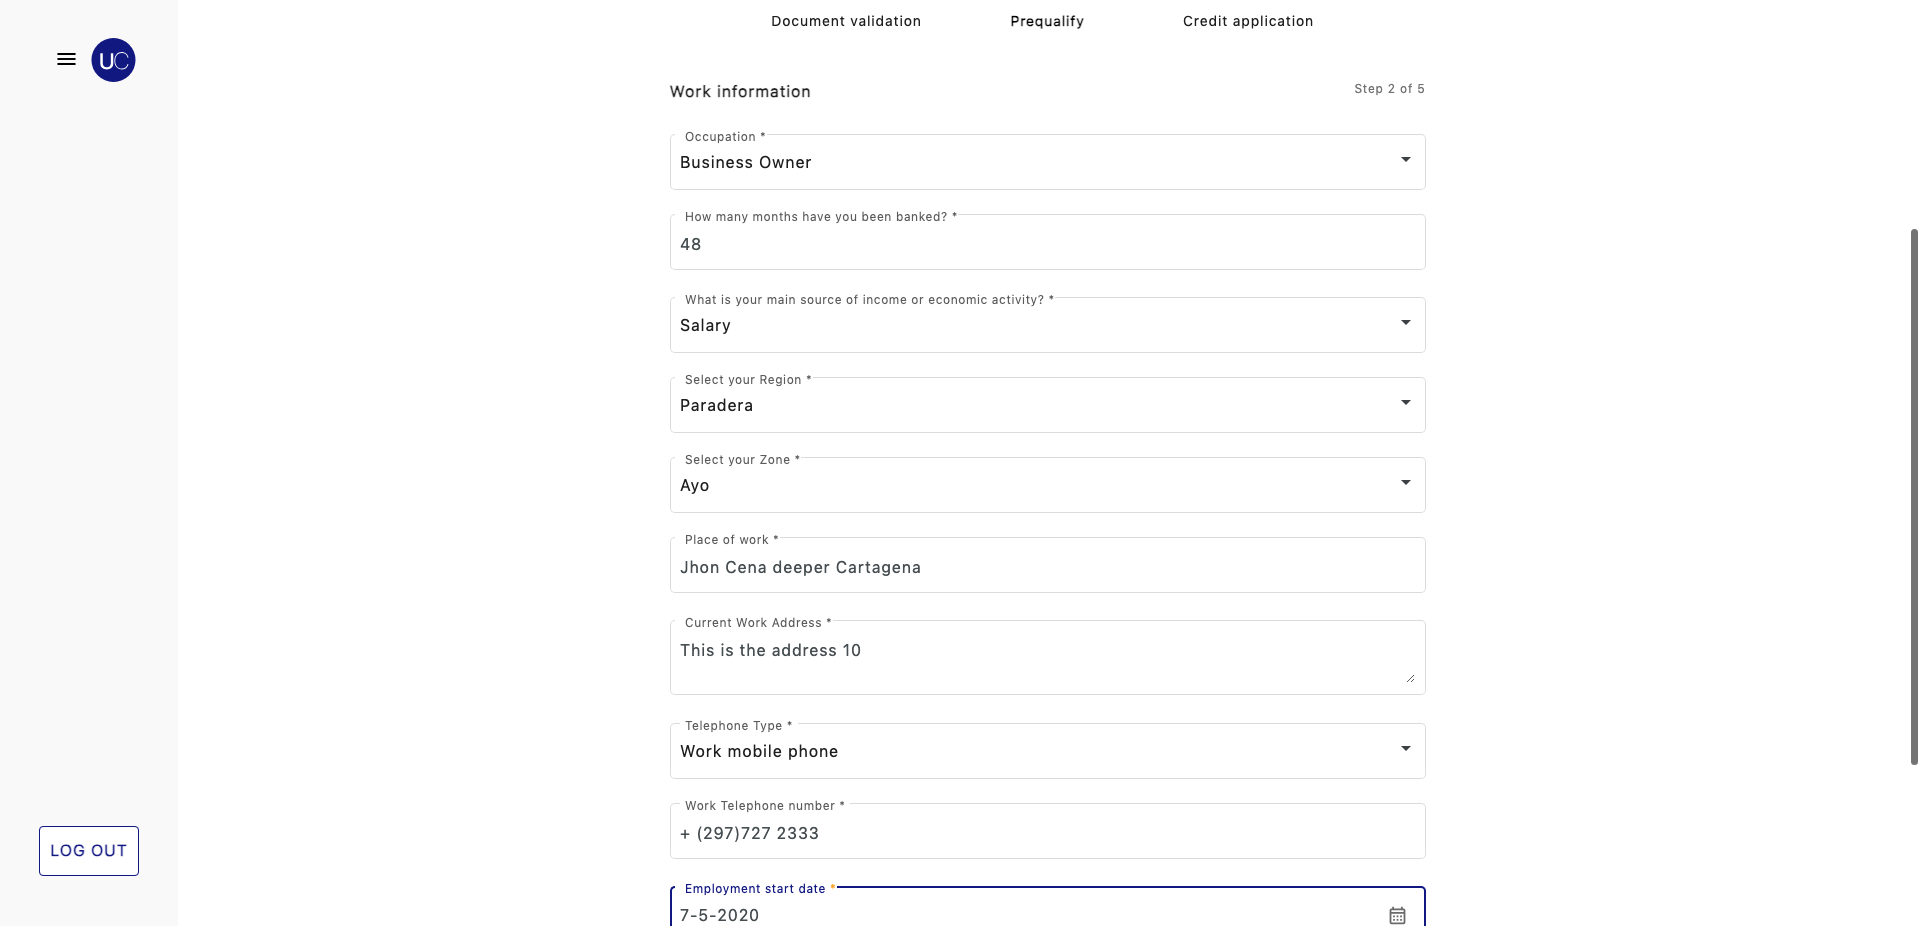 Document validation
Prequalify
Credit application
UC
Work information
Step 2 of 5
Occupation *
Business Owner
How many months have you been banked? *
48
What is your main source of income or economic activity? *
Salary
Select your Region *
Paradera
Select your Zone *
Ayo
Place of work *
Jhon Cena deeper Cartagena
Current Work Address *
This is the address 10
Telephone Type *
Work mobile phone
Work Telephone number *
+ (297)727 2333
LOG OUT
Employment start date *
7-5-2020